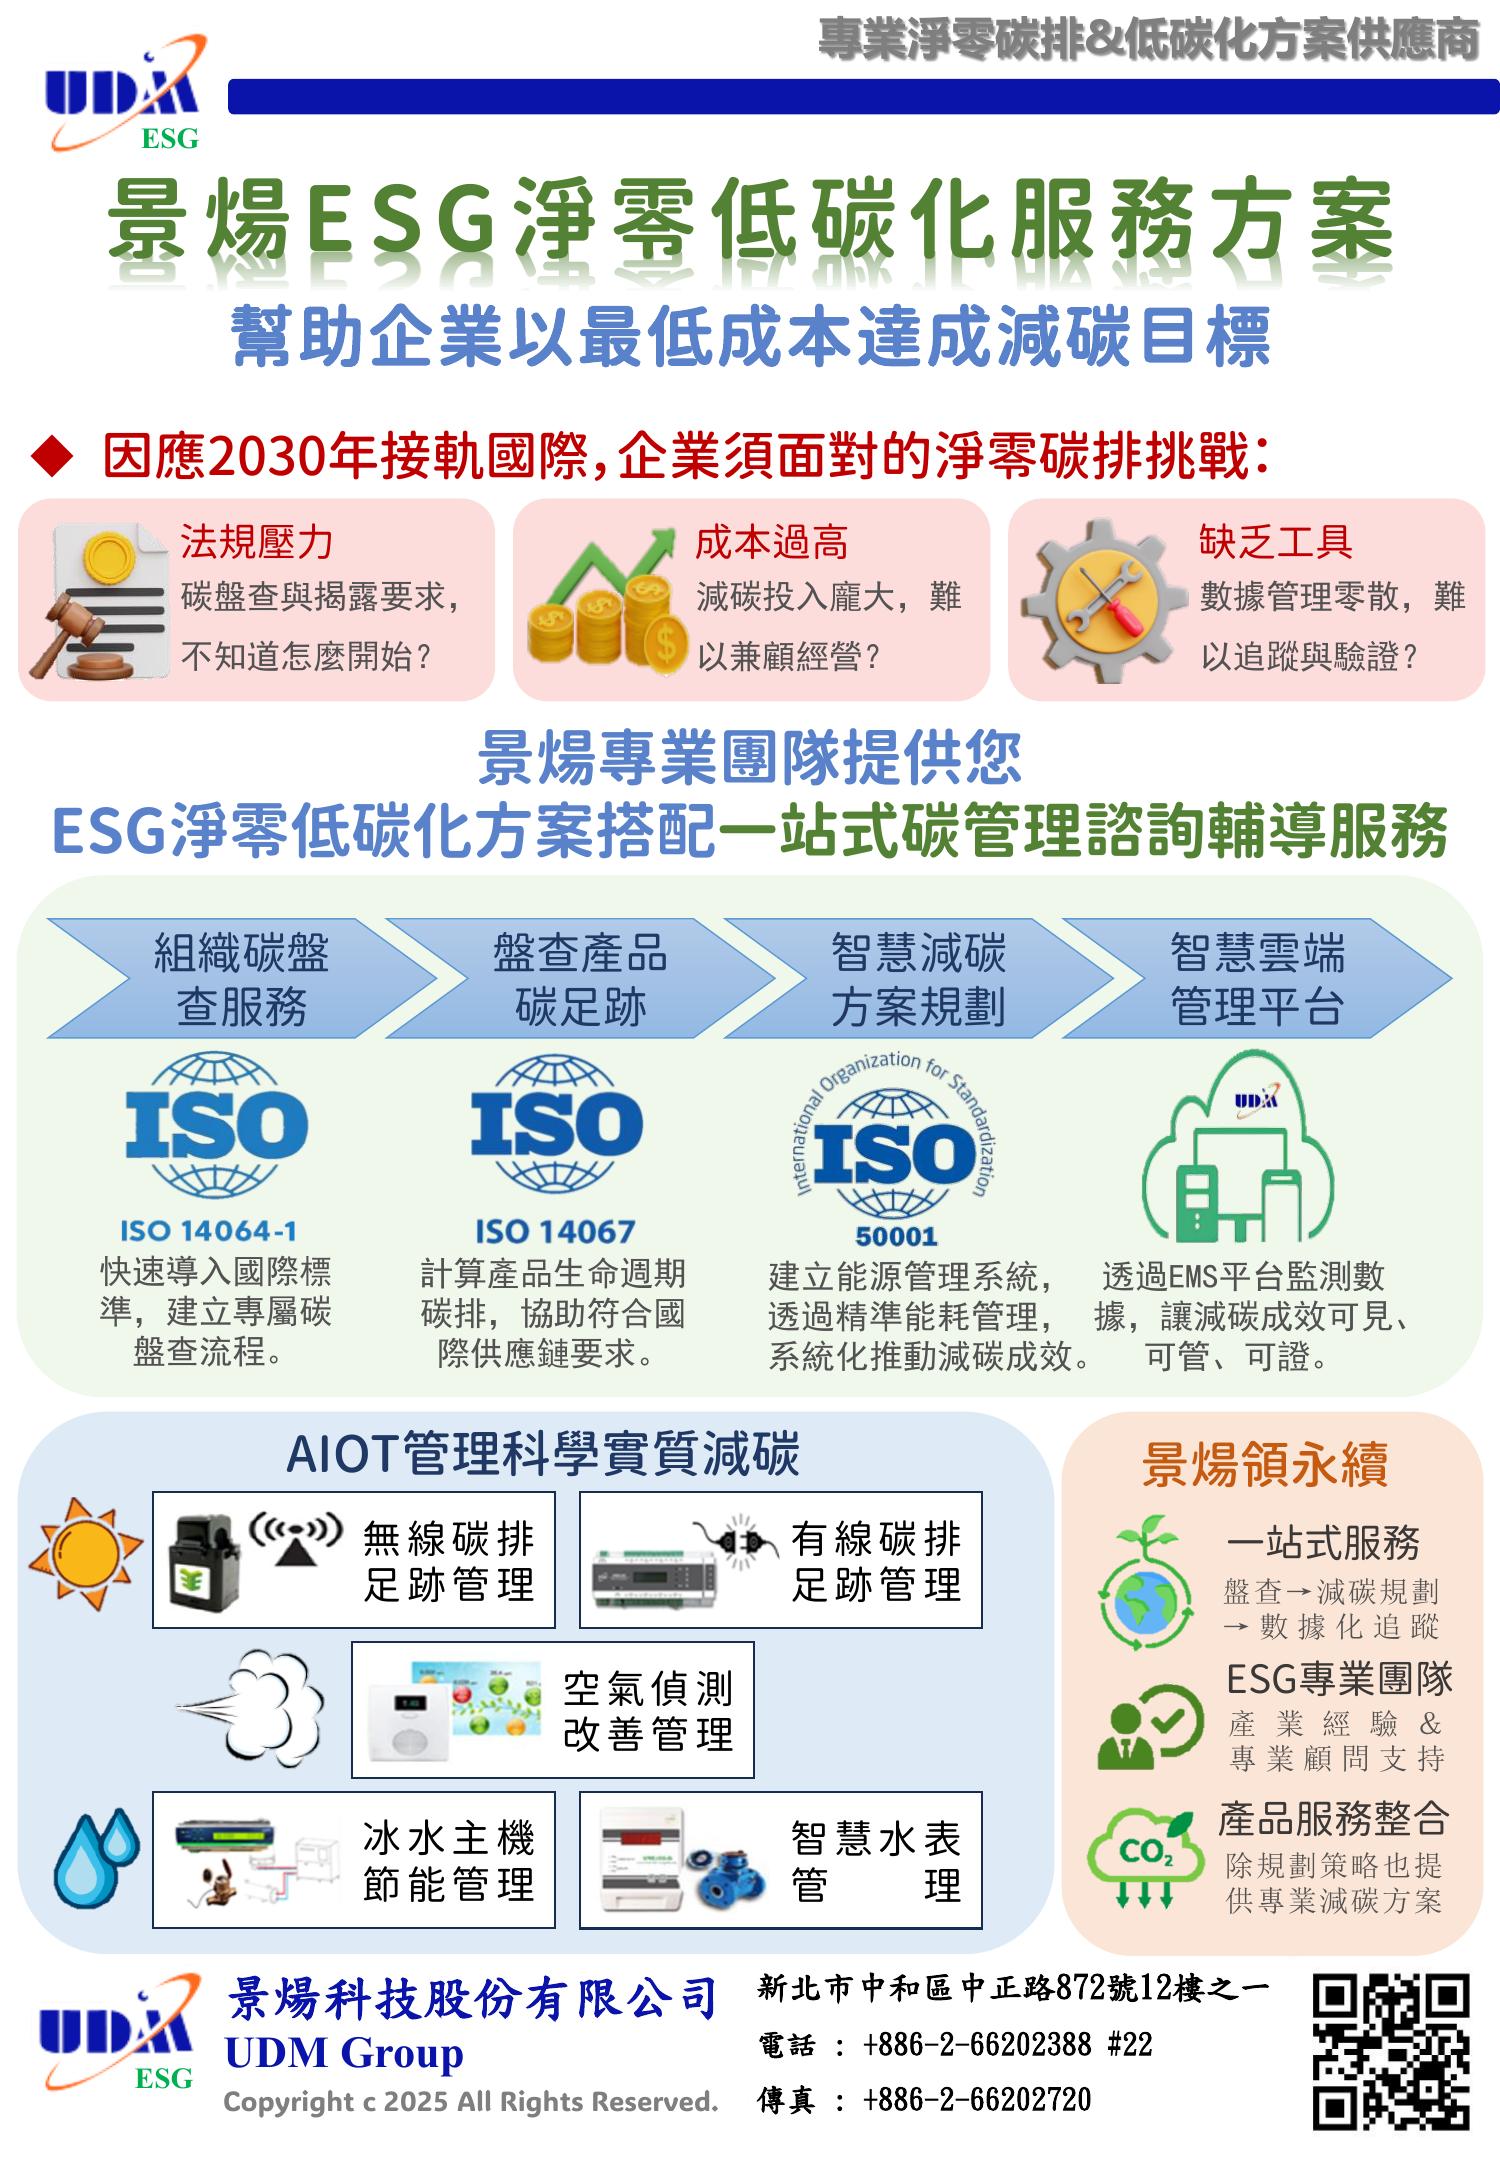 專業淨零碳排&低碳化方案供應商
UDM
ESG
景煬ESG淨零低碳化服務方案
幫助企業以最低成本達成減碳目標
因應2030年接軌國際,企業須面對的淨零碳排挑戰:
法規壓力
碳盤查與揭露要求,
不知道怎麼開始?
成本過高
減碳投入龐大, 難
以兼顧經營?
缺乏工具
數據管理零散, 難
以追蹤與驗證?
景煬專業團隊提供您
ESG淨零低碳化方案搭配一站式碳管理諮詢輔導服務
組織碳盤
查服務
盤查產品
碳足跡
智慧減碳
方案規劃
智慧雲端
管理平台
ISO
ISO 14064-1
快速導入國際標
準, 建立專屬碳
盤查流程。
ISO
ISO 14067
計算產品生命週期
碳排, 協助符合國
際供應鏈要求。
International Organization for Standardization
ISO
50001
建立能源管理系統,
透過精準能耗管理,
系統化推動減碳成效。
UDM
透過EMS平台監測數
據, 讓減碳成效可見、
可管、可證。
AIOT管理科學實質減碳
無線碳排
足跡管理
有線碳排
足跡管理
空氣偵測
改善管理
冰水主機
節能管理
智慧水表
管 理
景煬領永續
一站式服務
盤查→減碳規劃
→數據化追蹤
ESG專業團隊
產業經驗&
專業顧問支持
CO2
產品服務整合
除規劃策略也提
供專業減碳方案
UDM
ESG
景煬科技股份有限公司
UDM Group
Copyright c 2025 All Rights Reserved.
新北市中和區中正路872號12樓之一
電話 : +886-2-66202388 #22
傳真 : +886-2-66202720